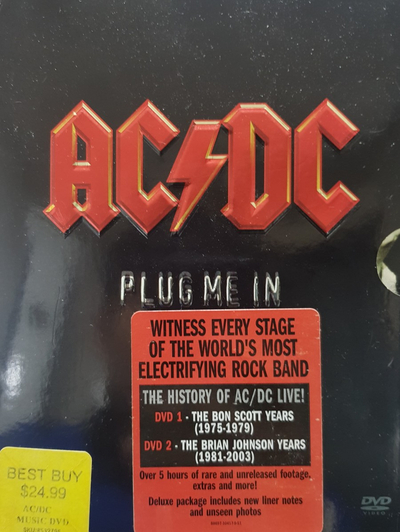 AC⚡DC
PLUG ME IN
WITNESS EVERY STAGE
OF THE WORLD'S MOST
ELECTRIFYING ROCK BAND
THE HISTORY OF AC/DC LIVE!
DVD 1 - THE BON SCOTT YEARS
(1975-1979)
DVD 2 - THE BRIAN JOHNSON YEARS
(1981-2003)
Over 5 hours of rare and unreleased footage,
extras and more!
Deluxe package includes new liner notes
and unseen photos
BEST BUY
$24.99
AC/DC
MUSIC DVD
DVD
VIDEO